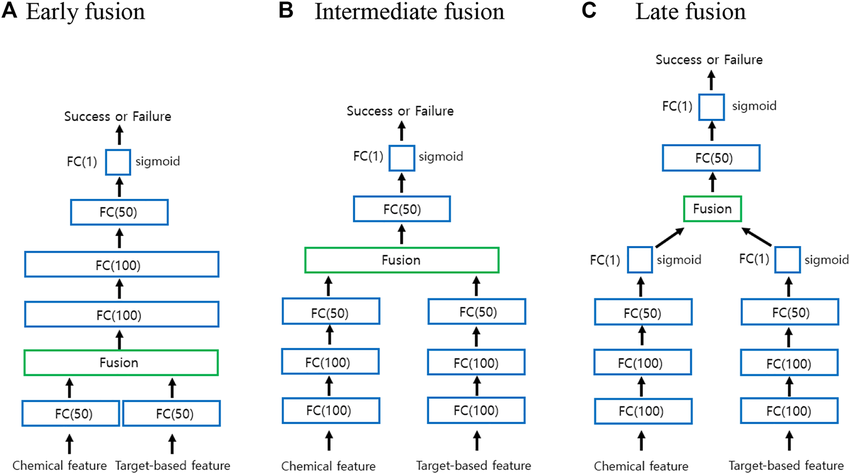 A Early fusion
Success or Failure
FC(1) sigmoid
FC(50)
FC(100)
FC(100)
Fusion
FC(50) FC(50)
Chemical feature Target-based feature
B Intermediate fusion
Success or Failure
FC(1) sigmoid
FC(50)
Fusion
FC(50) FC(50)
FC(100) FC(100)
FC(100) FC(100)
Chemical feature Target-based feature
C Late fusion
Success or Failure
FC(1) sigmoid
FC(50)
Fusion
FC(1) sigmoid FC(1) sigmoid
FC(50) FC(50)
FC(100) FC(100)
FC(100) FC(100)
Chemical feature Target-based feature